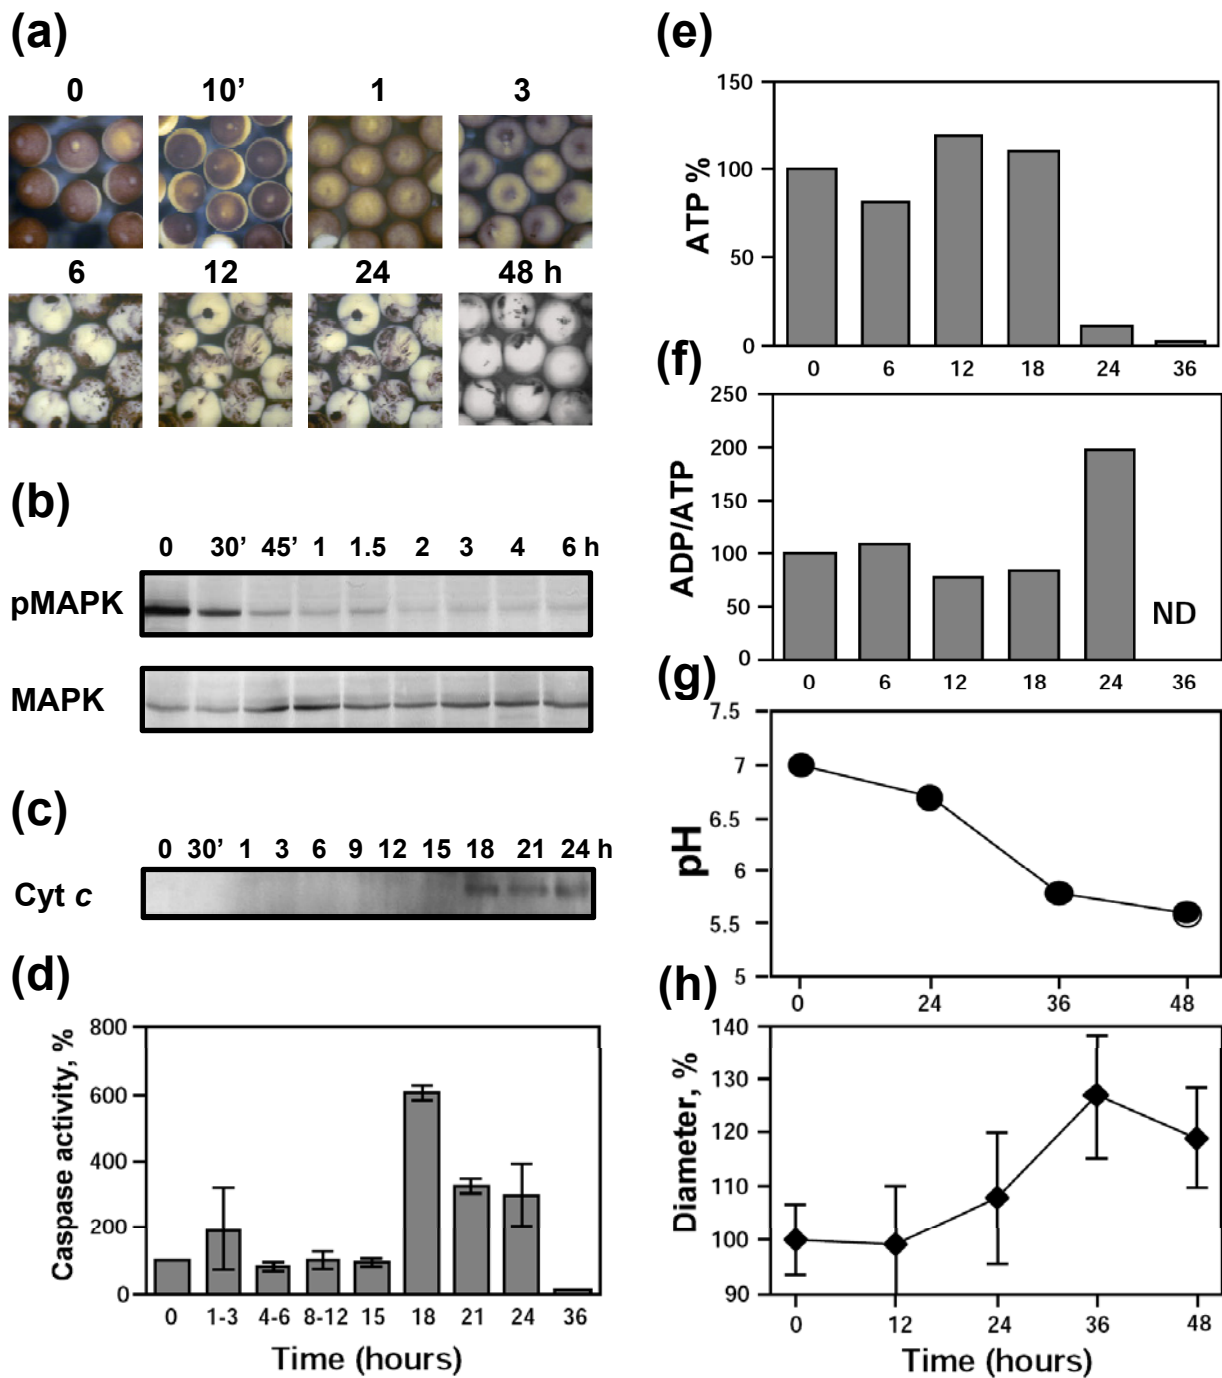 (a)
0 10’ 1 3
6 12 24 48 h
(b)
0 30’ 45’ 1 1.5 2 3 4 6 h
pMAPK
MAPK
(c)
0 30’ 1 3 6 9 12 15 18 21 24 h
Cyt c
(d)
Caspase activity, %
800
600
400
200
0
0 1-3 4-6 8-12 15 18 21 24 36
Time (hours)
(e)
ATP %
150
100
50
0
0 6 12 18 24 36
(f)
ADP/ATP
250
200
150
100
50
0
ND
0 6 12 18 24 36
(g)
pH
7.5
7
6.5
6
5.5
5
0 24 36 48
(h)
Diameter, %
140
130
120
110
100
90
0 12 24 36 48
Time (hours)